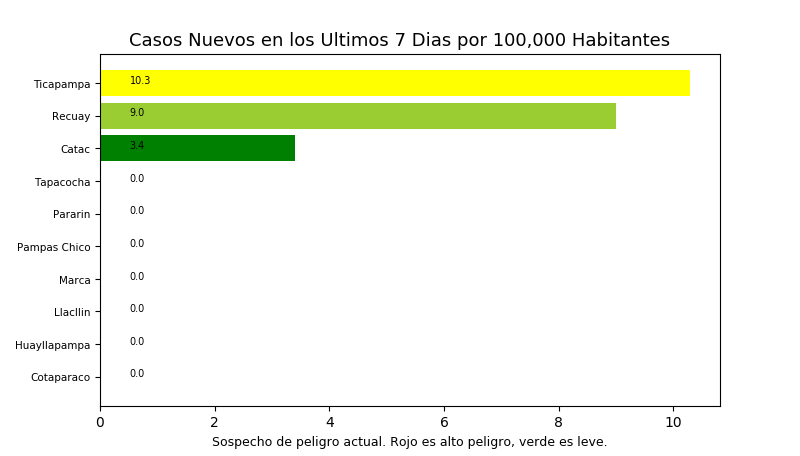 Casos Nuevos en los Ultimos 7 Dias por 100,000 Habitantes
Ticapampa 10.3
Recuay 9.0
Catac 3.4
Tapacocha 0.0
Pararin 0.0
Pampas Chico 0.0
Marca 0.0
Llacllin 0.0
Huayllapampa 0.0
Cotaparaco 0.0
0 2 4 6 8 10
Sospecho de peligro actual. Rojo es alto peligro, verde es leve.